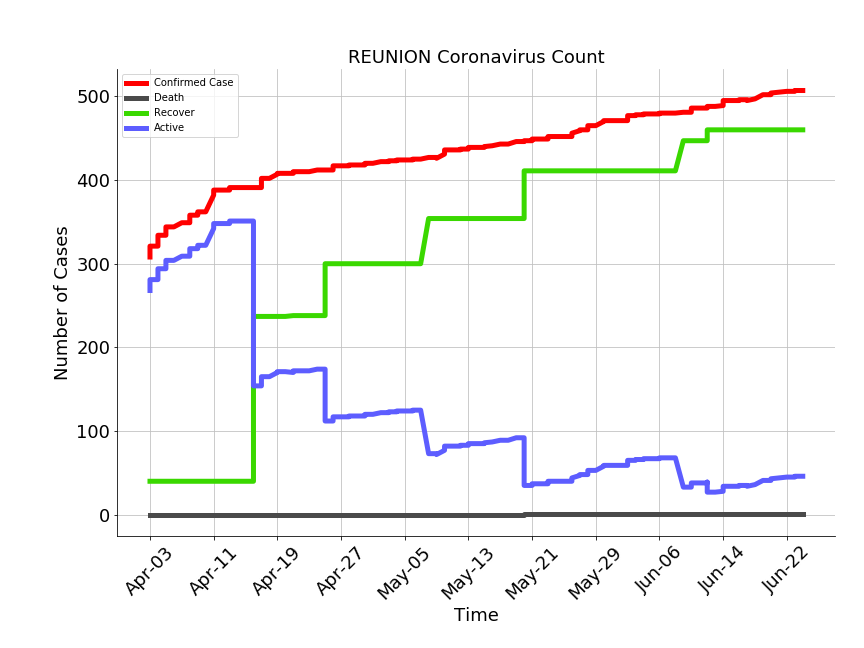 REUNION Coronavirus Count
Confirmed Case
Death
Recover
Active
Number of Cases
500
400
300
200
100
0
Apr-03
Apr-11
Apr-19
Apr-27
May-05
May-13
May-21
May-29
Jun-06
Jun-14
Jun-22
Time